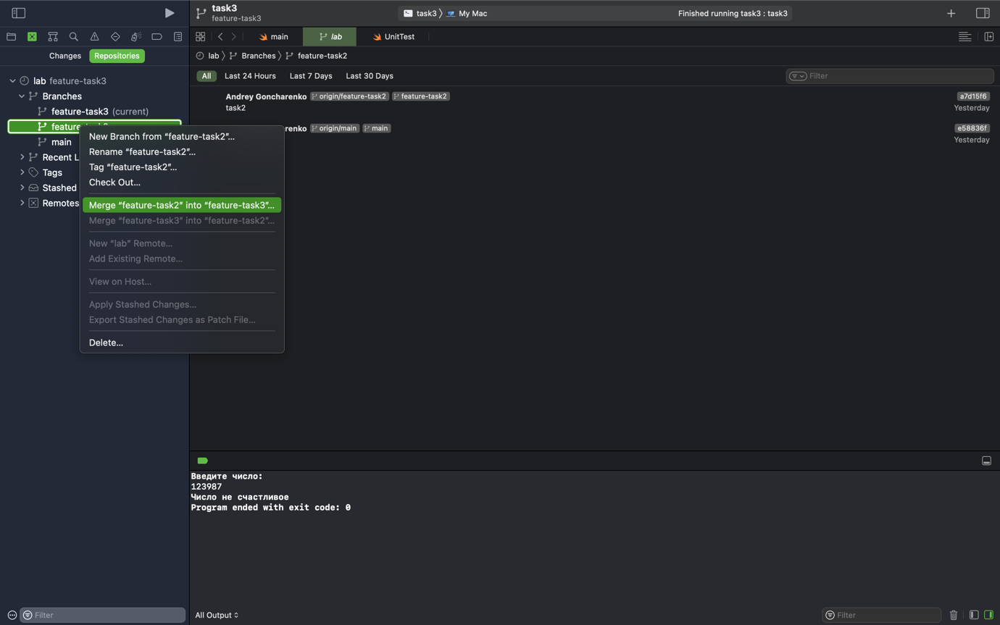 task3
feature-task3
task3 〉 My Mac
Finished running task3 : task3
main
lab
UnitTest
Changes
Repositories
lab 〉 Branches 〉 feature-task2
All
Last 24 Hours
Last 7 Days
Last 30 Days
Filter
lab feature-task3
Branches
feature-task3 (current)
main
Tags
Stashed
Remotes
New Branch from “feature-task2”...
Rename “feature-task2”...
Tag “feature-task2”...
Check Out...
Merge “feature-task2” into “feature-task3”...
Merge “feature-task3” into “feature-task2”...
New “lab” Remote...
Add Existing Remote...
View on Host...
Apply Stashed Changes...
Export Stashed Changes as Patch File...
Delete...
Andrey Goncharenko origin/feature-task2 feature-task2
a7d15f6
task2
Yesterday
origin/main main
e58836f
Yesterday
Введите число:
123987
Число не счастливое
Program ended with exit code: 0
Filter
All Output
Filter